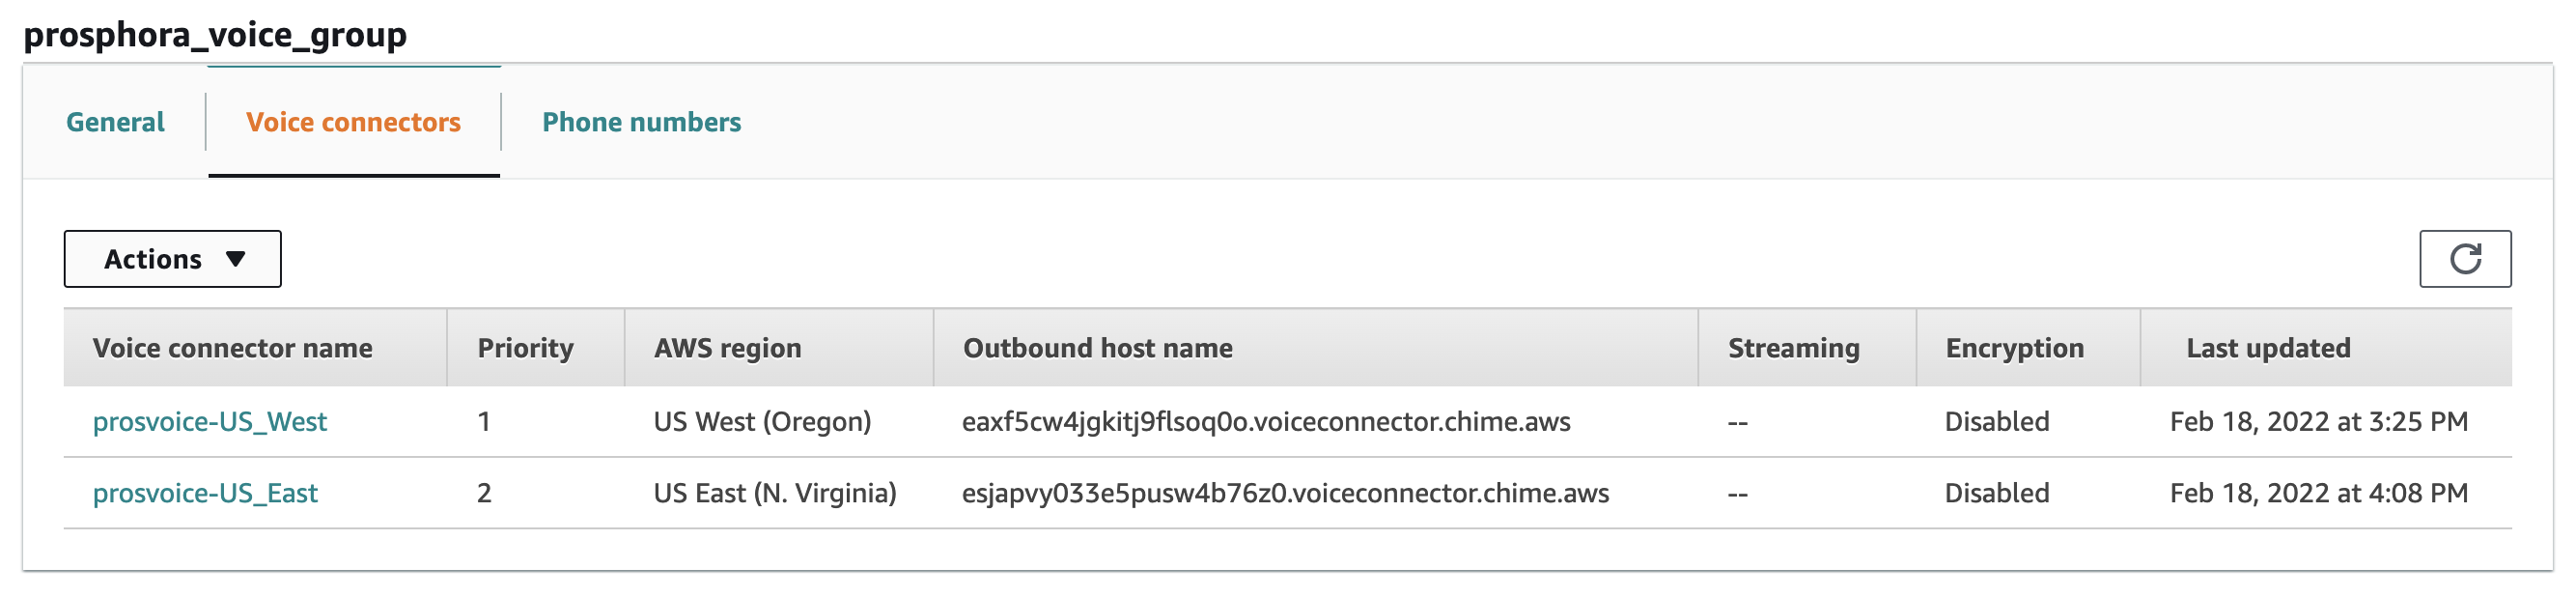 prosphora_voice_group
General Voice connectors Phone numbers
Actions
Voice connector name Priority AWS region Outbound host name Streaming Encryption Last updated
prosvoice-US_West 1 US West (Oregon) eaxf5cw4jgkitj9flsoq0o.voiceconnector.chime.aws -- Disabled Feb 18, 2022 at 3:25 PM
prosvoice-US_East 2 US East (N. Virginia) esjapvy033e5pusw4b76z0.voiceconnector.chime.aws -- Disabled Feb 18, 2022 at 4:08 PM